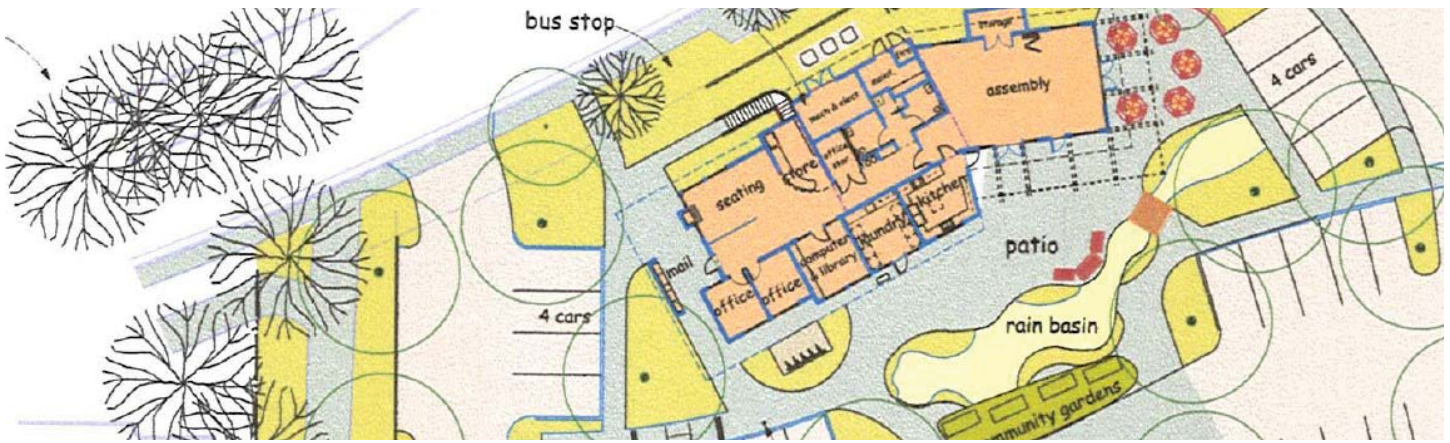 bus stop
storage
4 cars
assembly
mech & elect
office
stor
store
seating
kitchen
laundry
computer
& library
mail
office
office
patio
4 cars
rain basin
community gardens